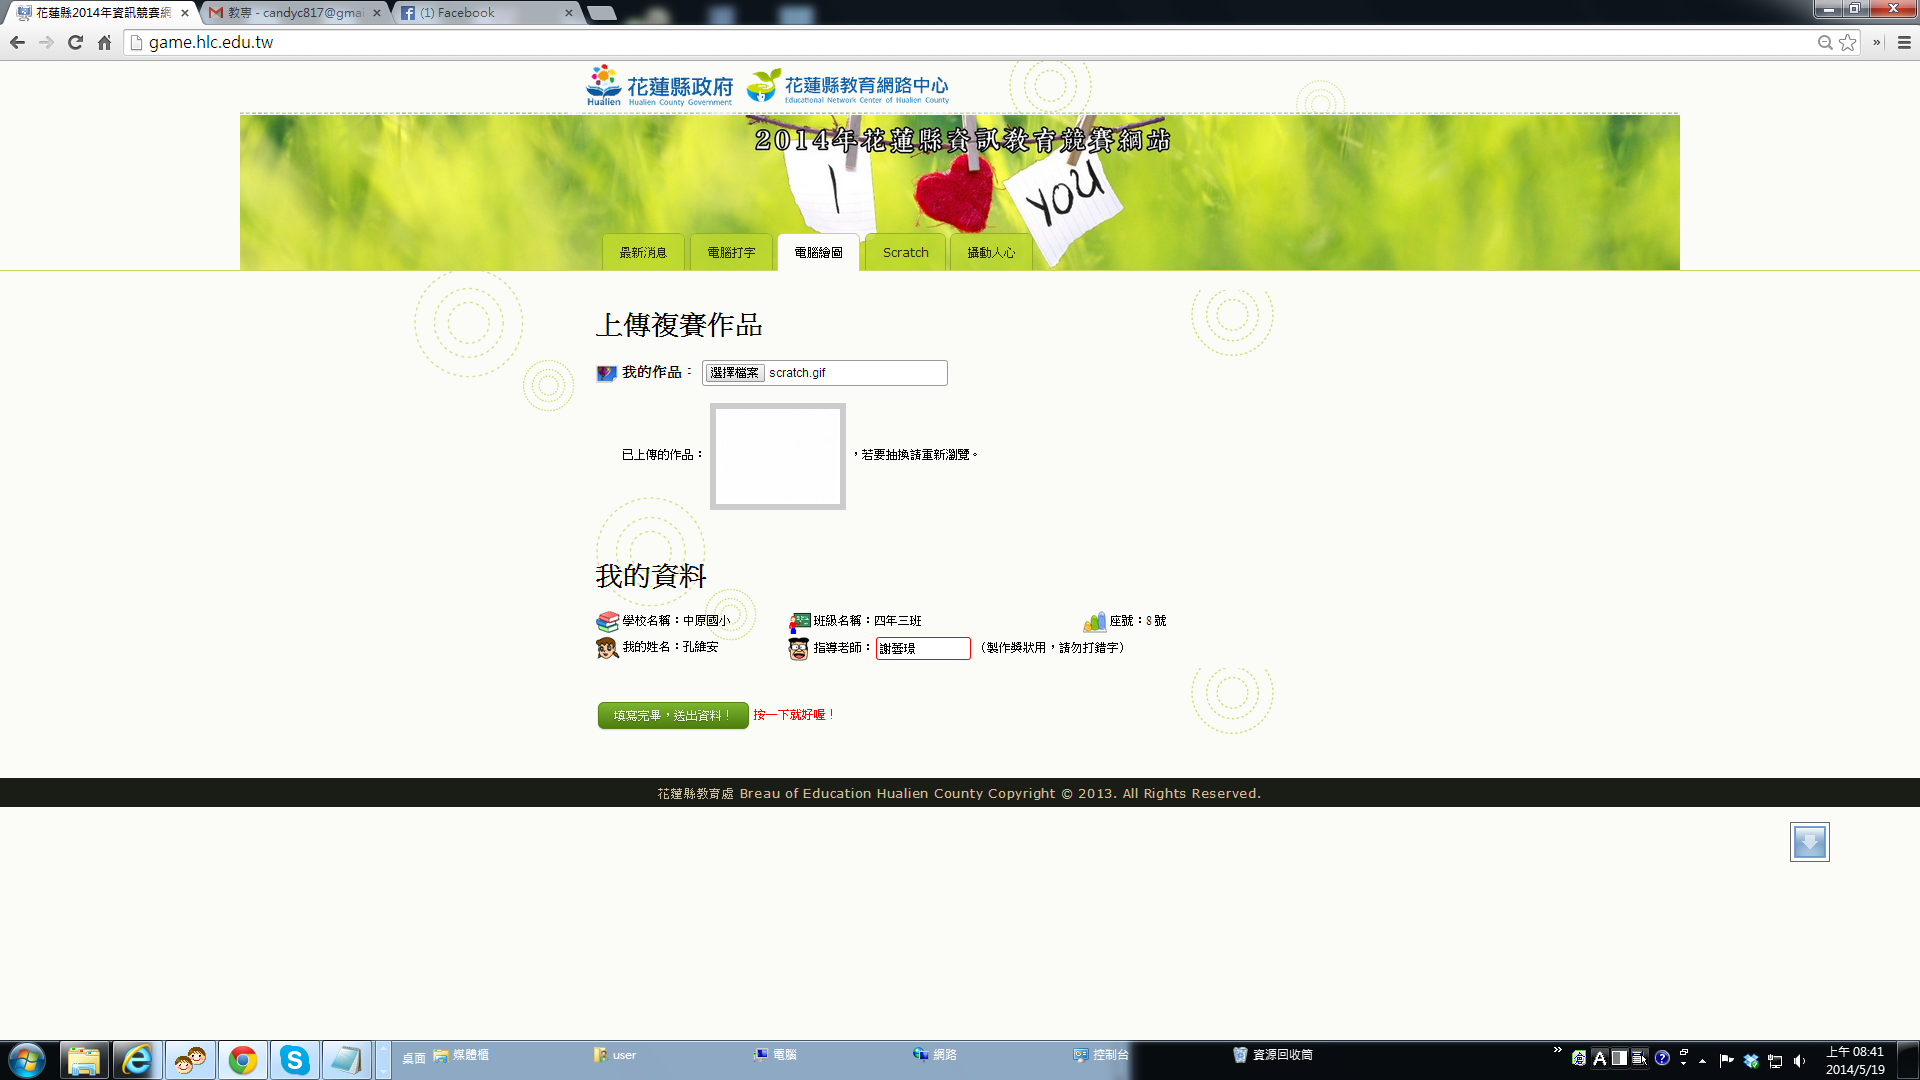 花蓮縣2014年資訊競賽網
教専 - candyc817@gmai
(1) Facebook
game.hlc.edu.tw
花蓮縣政府
Hualien
Hualien County Government
花蓮縣教育網路中心
Educational Network Center of Hualien County
2014年花蓮縣資訊教育競賽網站
I
YOU
最新消息
電腦打字
電腦繪圖
Scratch
攝動人心
上傳複賽作品
我的作品：
選擇檔案 scratch.gif
已上傳的作品：
，若要抽換請重新瀏覽。
我的資料
學校名稱：中原國小
班級名稱：四年三班
座號：8 號
我的姓名：孔維安
指導老師：
謝蕓璟
（製作獎狀用，請勿打錯字）
填寫完畢，送出資料！
按一下就好喔！
花蓮縣教育處 Breau of Education Hualien County Copyright © 2013. All Rights Reserved.
桌面
媒體櫃
user
電腦
網路
控制台
資源回收筒
上午 08:41
2014/5/19